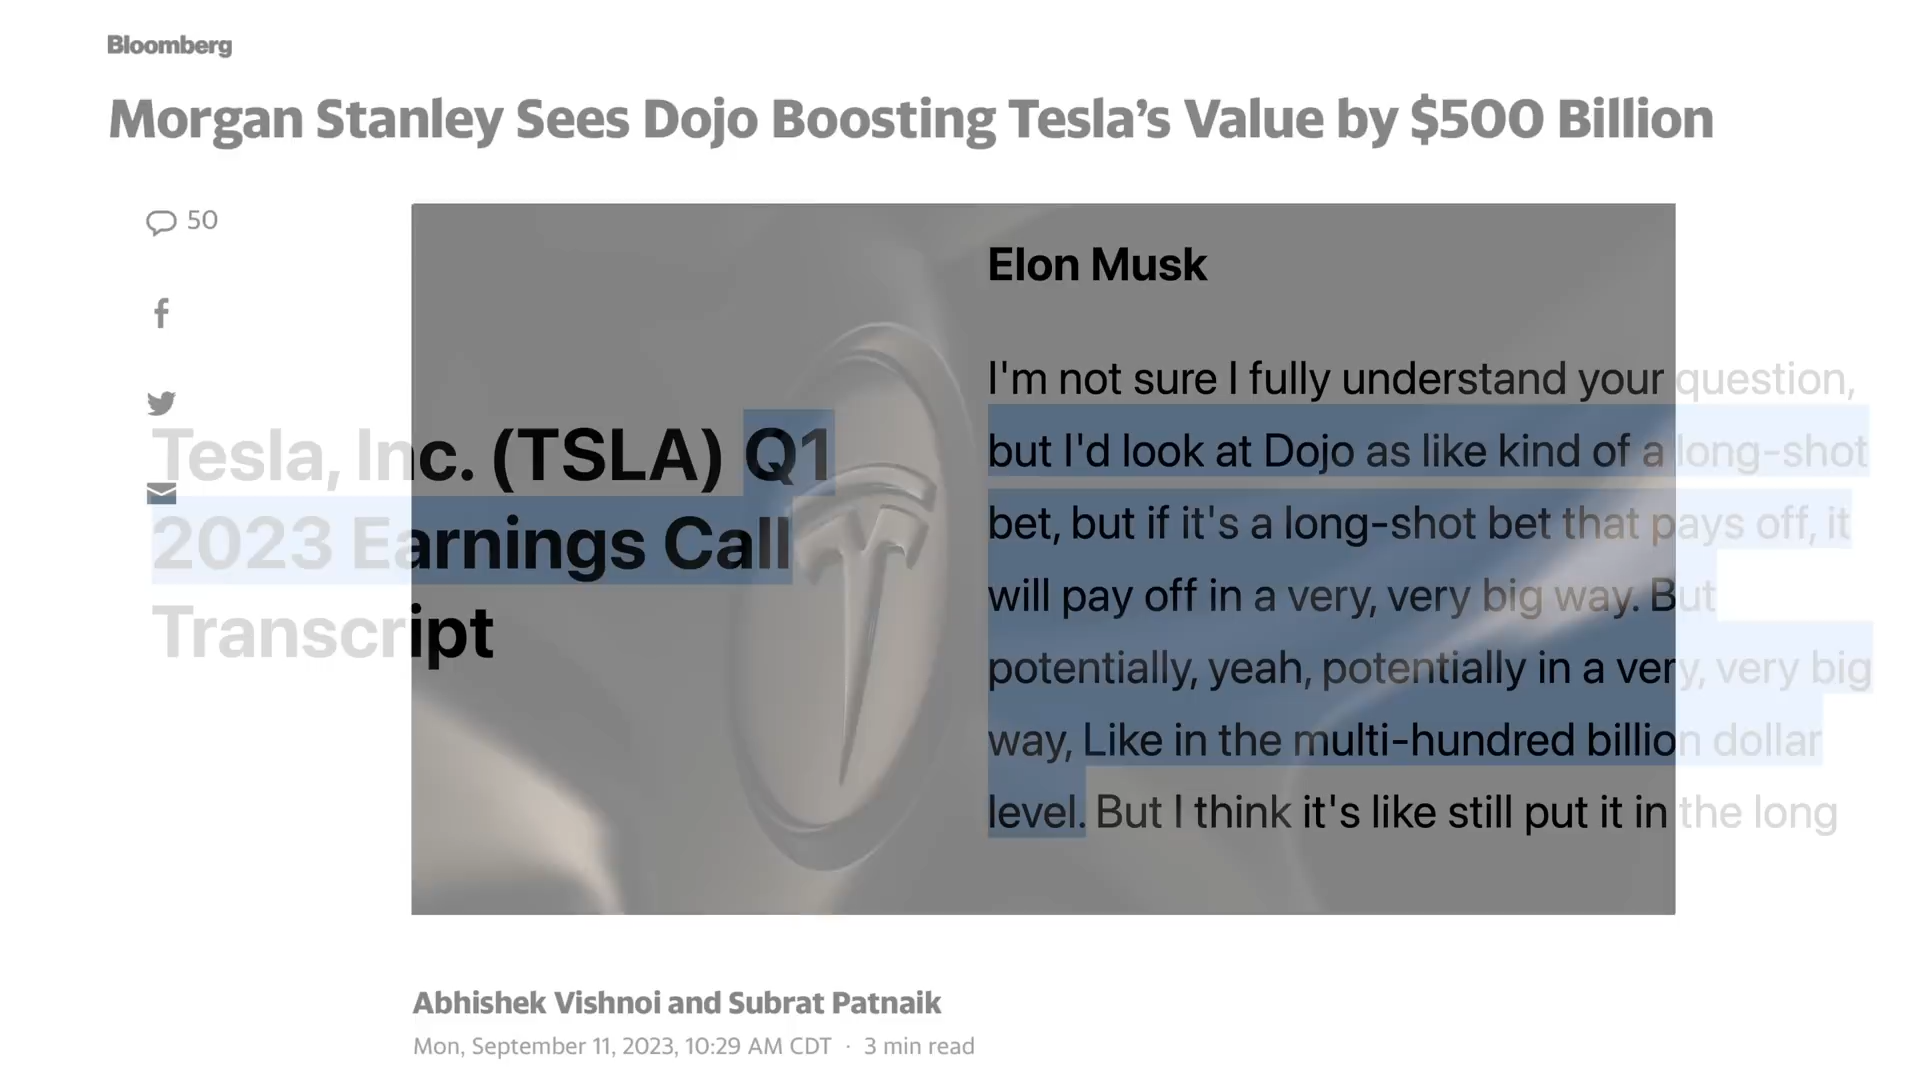 Bloomberg
Morgan Stanley Sees Dojo Boosting Tesla’s Value by $500 Billion
50
Tesla, Inc. (TSLA) Q1
2023 Earnings Call
Transcript
Elon Musk
I'm not sure I fully understand your question,
but I'd look at Dojo as like kind of a long-shot
bet, but if it's a long-shot bet that pays off, it
will pay off in a very, very big way. But
potentially, yeah, potentially in a very, very big
way, Like in the multi-hundred billion dollar
level. But I think it's like still put it in the long
Abhishek Vishnoi and Subrat Patnaik
Mon, September 11, 2023, 10:29 AM CDT · 3 min read